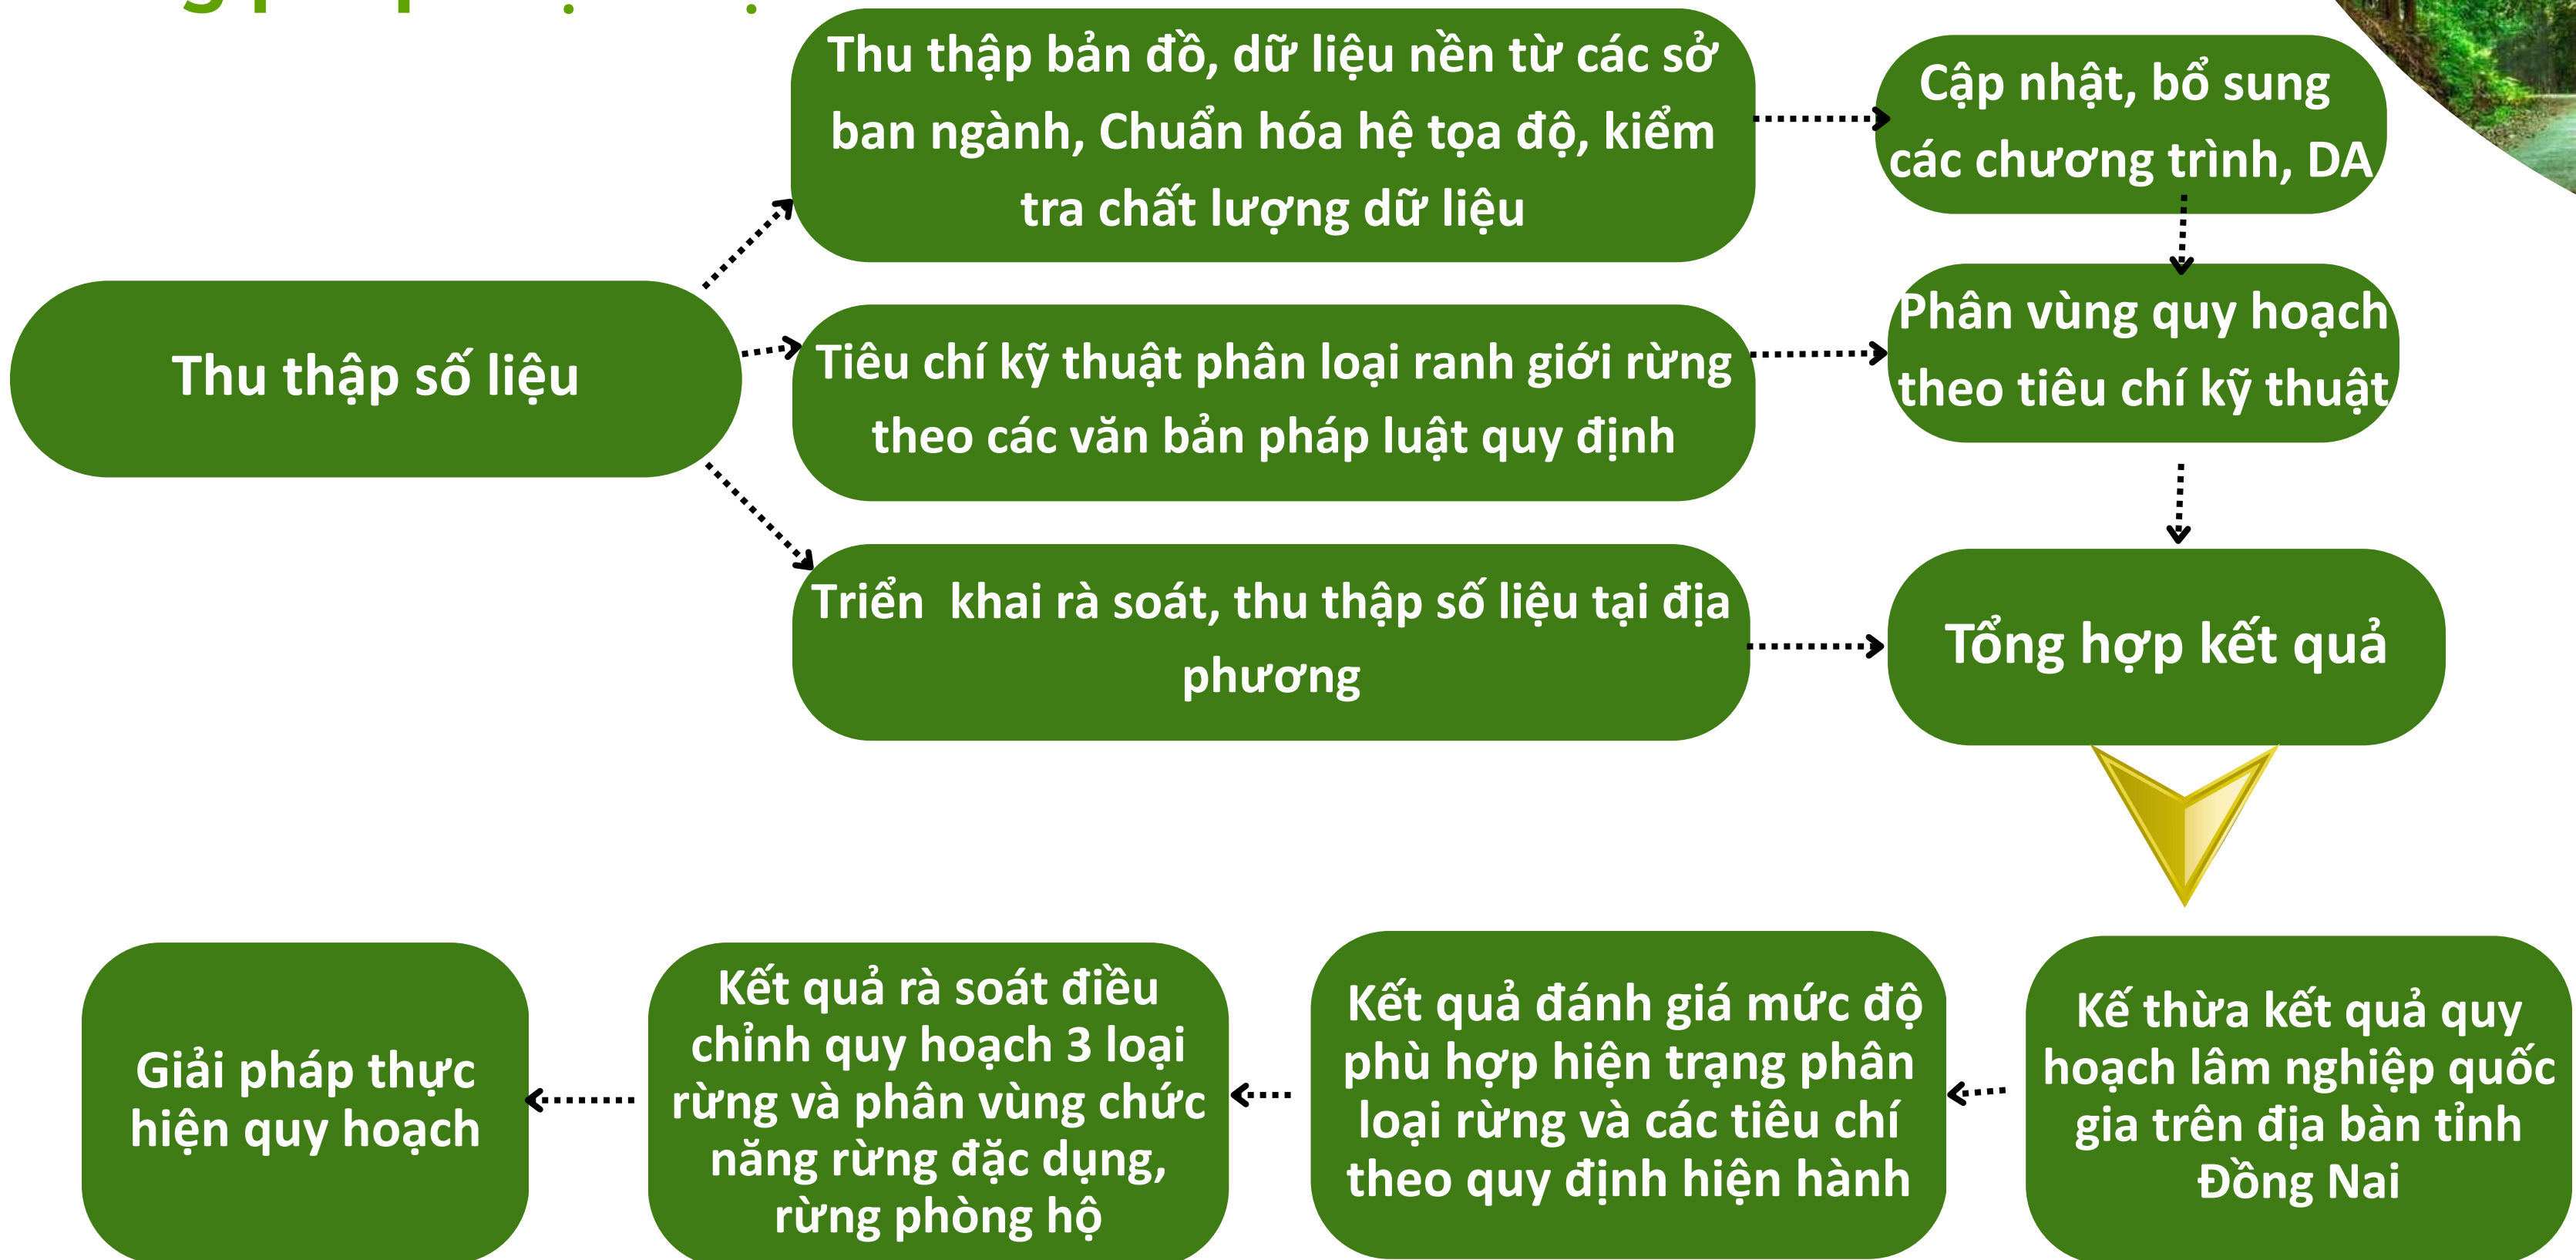 Thu thập bản đồ, dữ liệu nền từ các sở
ban ngành, Chuẩn hóa hệ tọa độ, kiểm
tra chất lượng dữ liệu
Cập nhật, bổ sung
các chương trình, DA
Thu thập số liệu
Tiêu chí kỹ thuật phân loại ranh giới rừng
theo các văn bản pháp luật quy định
Phân vùng quy hoạch
theo tiêu chí kỹ thuật
Triển khai rà soát, thu thập số liệu tại địa
phương
Tổng hợp kết quả
Giải pháp thực
hiện quy hoạch
Kết quả rà soát điều
chỉnh quy hoạch 3 loại
rừng và phân vùng chức
năng rừng đặc dụng,
rừng phòng hộ
Kết quả đánh giá mức độ
phù hợp hiện trạng phân
loại rừng và các tiêu chí
theo quy định hiện hành
Kế thừa kết quả quy
hoạch lâm nghiệp quốc
gia trên địa bàn tỉnh
Đồng Nai